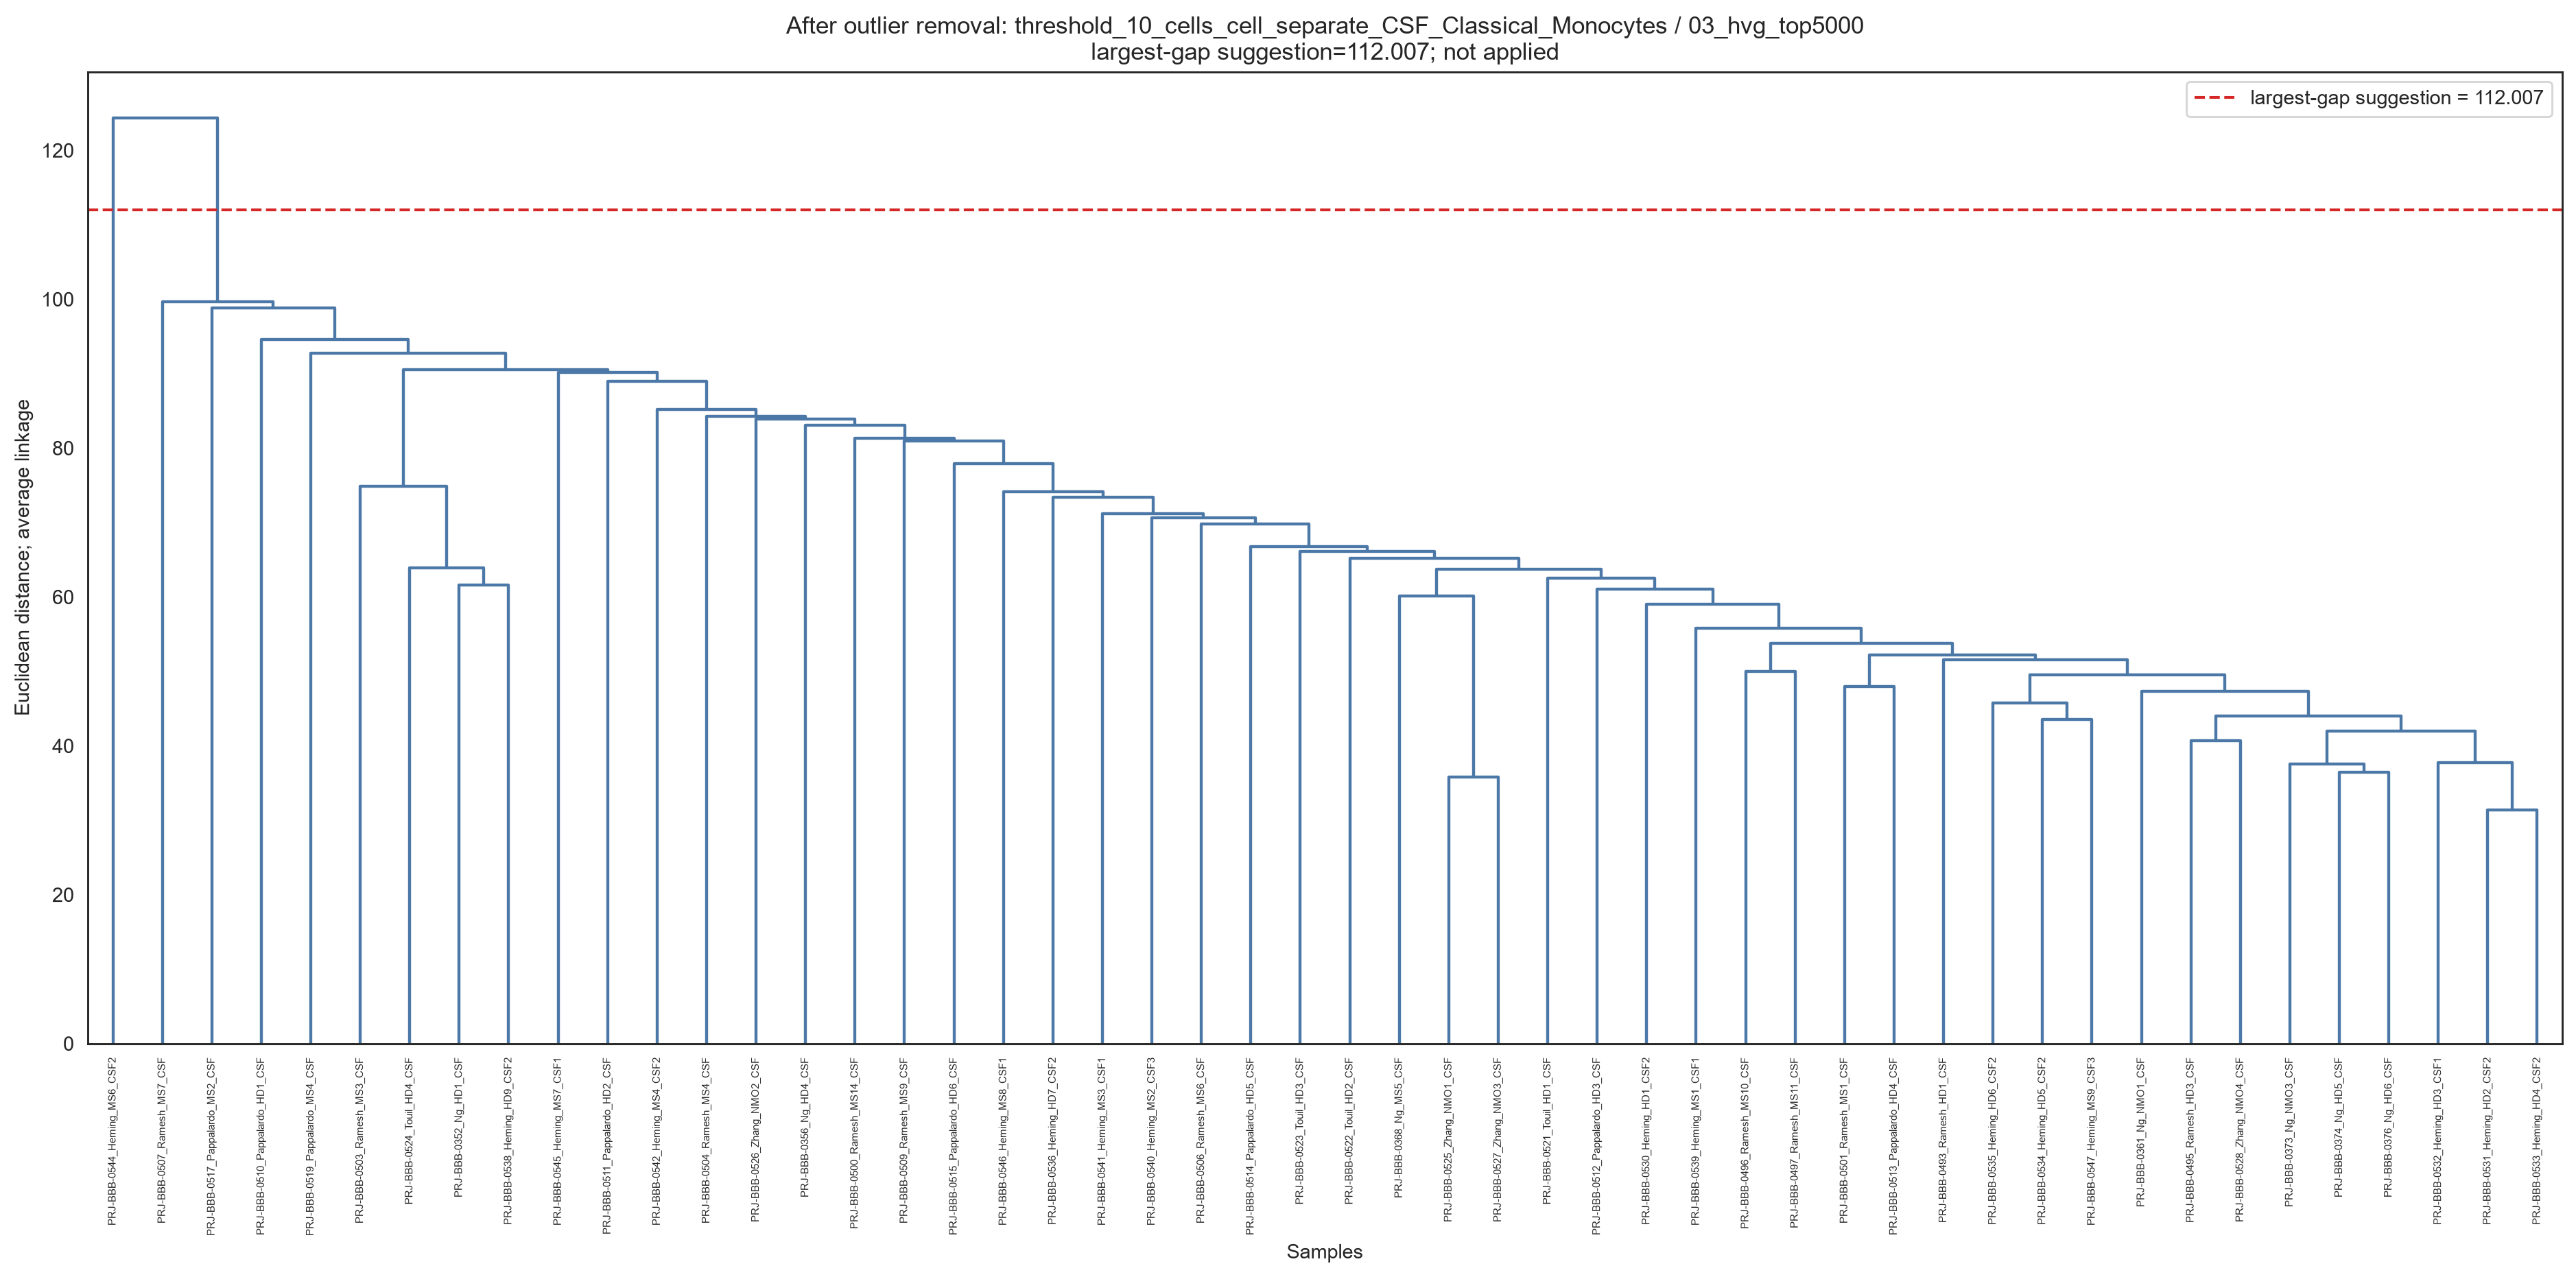 After outlier removal: threshold_10_cells_cell_separate_CSF_Classical_Monocytes / 03_hvg_top5000
largest-gap suggestion=112.007; not applied
largest-gap suggestion = 112.007
Euclidean distance; average linkage
120
100
80
60
40
20
0
PRJ-BBB-0544_Heming_MS6_CSF2
PRJ-BBB-0507_Ramesh_MS7_CSF
PRJ-BBB-0517_Pappalardo_MS2_CSF
PRJ-BBB-0510_Pappalardo_HD1_CSF
PRJ-BBB-0519_Pappalardo_MS4_CSF
PRJ-BBB-0503_Ramesh_MS3_CSF
PRJ-BBB-0524_Touil_HD4_CSF
PRJ-BBB-0352_Ng_HD1_CSF
PRJ-BBB-0538_Heming_HD9_CSF2
PRJ-BBB-0545_Heming_MS7_CSF1
PRJ-BBB-0511_Pappalardo_HD2_CSF
PRJ-BBB-0542_Heming_MS4_CSF2
PRJ-BBB-0504_Ramesh_MS4_CSF
PRJ-BBB-0526_Zhang_NMO2_CSF
PRJ-BBB-0356_Ng_HD4_CSF
PRJ-BBB-0500_Ramesh_MS14_CSF
PRJ-BBB-0509_Ramesh_MS9_CSF
PRJ-BBB-0515_Pappalardo_HD6_CSF
PRJ-BBB-0546_Heming_MS8_CSF1
PRJ-BBB-0536_Heming_HD7_CSF2
PRJ-BBB-0541_Heming_MS3_CSF1
PRJ-BBB-0540_Heming_MS2_CSF3
PRJ-BBB-0506_Ramesh_MS6_CSF
PRJ-BBB-0514_Pappalardo_HD5_CSF
PRJ-BBB-0523_Touil_HD3_CSF
PRJ-BBB-0522_Touil_HD2_CSF
PRJ-BBB-0368_Ng_MS5_CSF
PRJ-BBB-0525_Zhang_NMO1_CSF
PRJ-BBB-0527_Zhang_NMO3_CSF
PRJ-BBB-0521_Touil_HD1_CSF
PRJ-BBB-0512_Pappalardo_HD3_CSF
PRJ-BBB-0530_Heming_HD1_CSF2
PRJ-BBB-0539_Heming_MS1_CSF1
PRJ-BBB-0496_Ramesh_MS10_CSF
PRJ-BBB-0497_Ramesh_MS11_CSF
PRJ-BBB-0501_Ramesh_MS1_CSF
PRJ-BBB-0513_Pappalardo_HD4_CSF
PRJ-BBB-0493_Ramesh_HD1_CSF
PRJ-BBB-0535_Heming_HD6_CSF2
PRJ-BBB-0534_Heming_HD5_CSF2
PRJ-BBB-0547_Heming_MS9_CSF3
PRJ-BBB-0361_Ng_NMO1_CSF
PRJ-BBB-0495_Ramesh_HD3_CSF
PRJ-BBB-0528_Zhang_NMO4_CSF
PRJ-BBB-0373_Ng_NMO3_CSF
PRJ-BBB-0374_Ng_HD5_CSF
PRJ-BBB-0376_Ng_HD6_CSF
PRJ-BBB-0532_Heming_HD3_CSF1
PRJ-BBB-0531_Heming_HD2_CSF2
PRJ-BBB-0533_Heming_HD4_CSF2
Samples